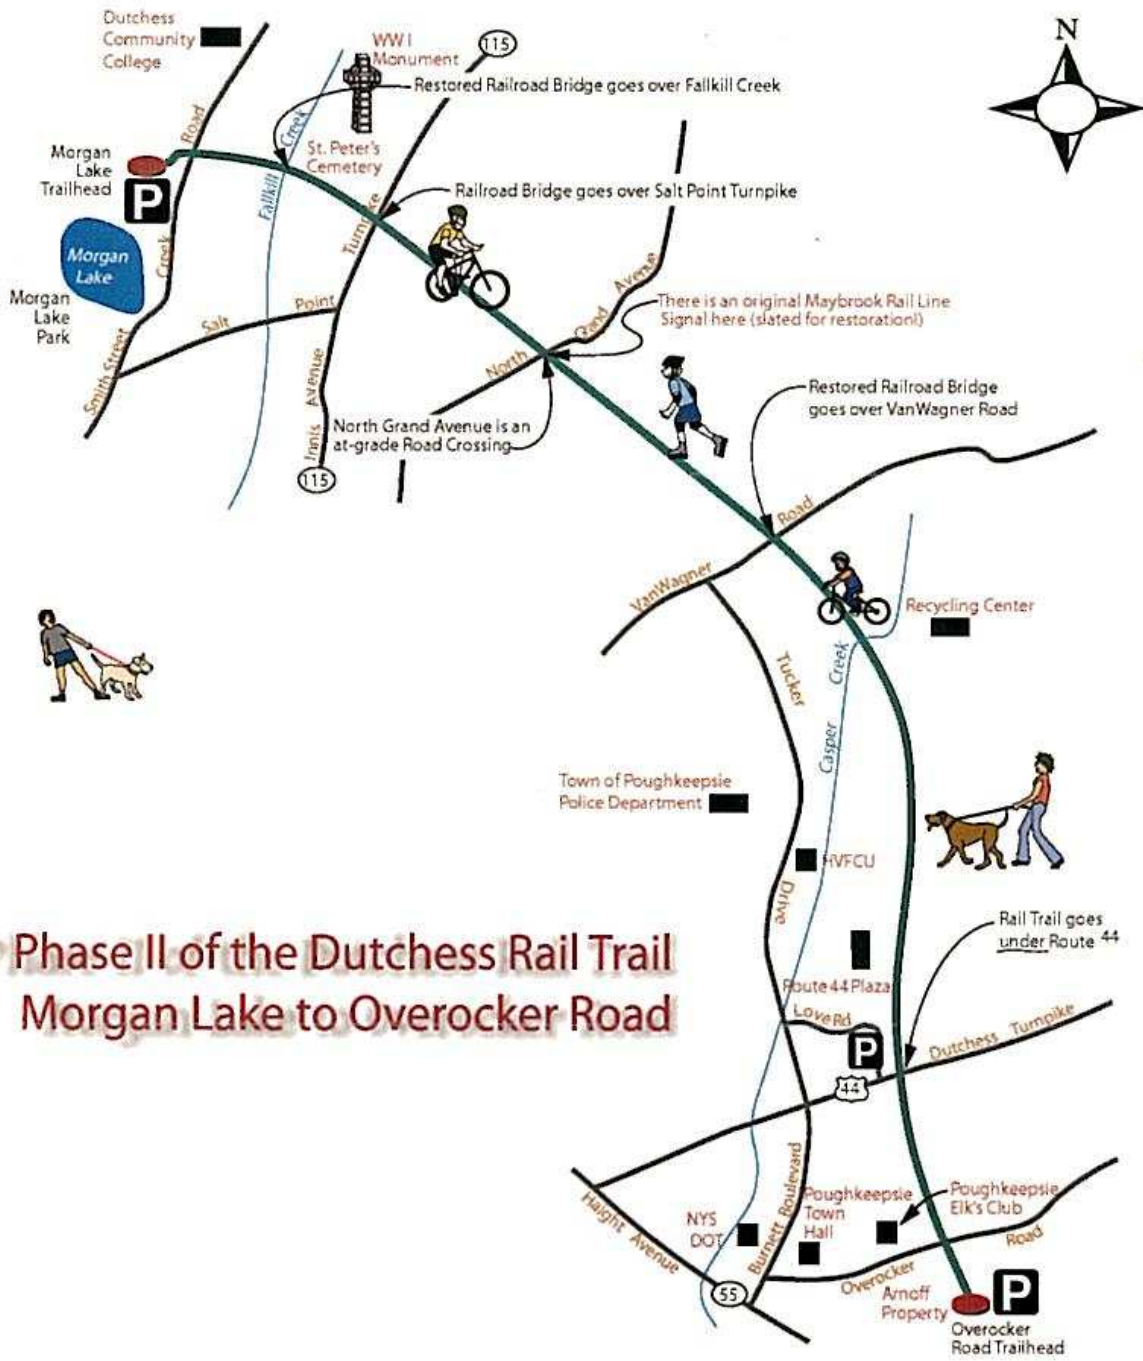 Dutchess
Community
College
WW I
Monument
115
N
Restored Railroad Bridge goes over Fallkill Creek
Road
Creek
St. Peter's
Cemetery
Morgan
Lake
Trailhead
P
Railroad Bridge goes over Salt Point Turnpike
Fallkill
Turnpike
Creek
Morgan
Lake
Morgan
Lake
Park
Grand Avenue
There is an original Maybrook Rail Line
Signal here (slated for restoration!)
Salt
Point
North
Smith Street
Innis Avenue
Restored Railroad Bridge
goes over VanWagner Road
North Grand Avenue is an
at-grade Road Crossing
115
Road
VanWagner
Recycling Center
Creek
Tucker
Casper
Town of Poughkeepsie
Police Department
HVFCU
Drive
Rail Trail goes
under Route 44
Phase II of the Dutchess Rail Trail
Morgan Lake to Overocker Road
Route 44 Plaza
Love Rd
P
Dutchess Turnpike
44
Haight Avenue
Burnett Boulevard
Poughkeepsie
Town
Hall
Poughkeepsie
Elk's Club
NYS
DOT
Road
Overocker
55
Arnoff
Property
P
Overocker
Road Trailhead